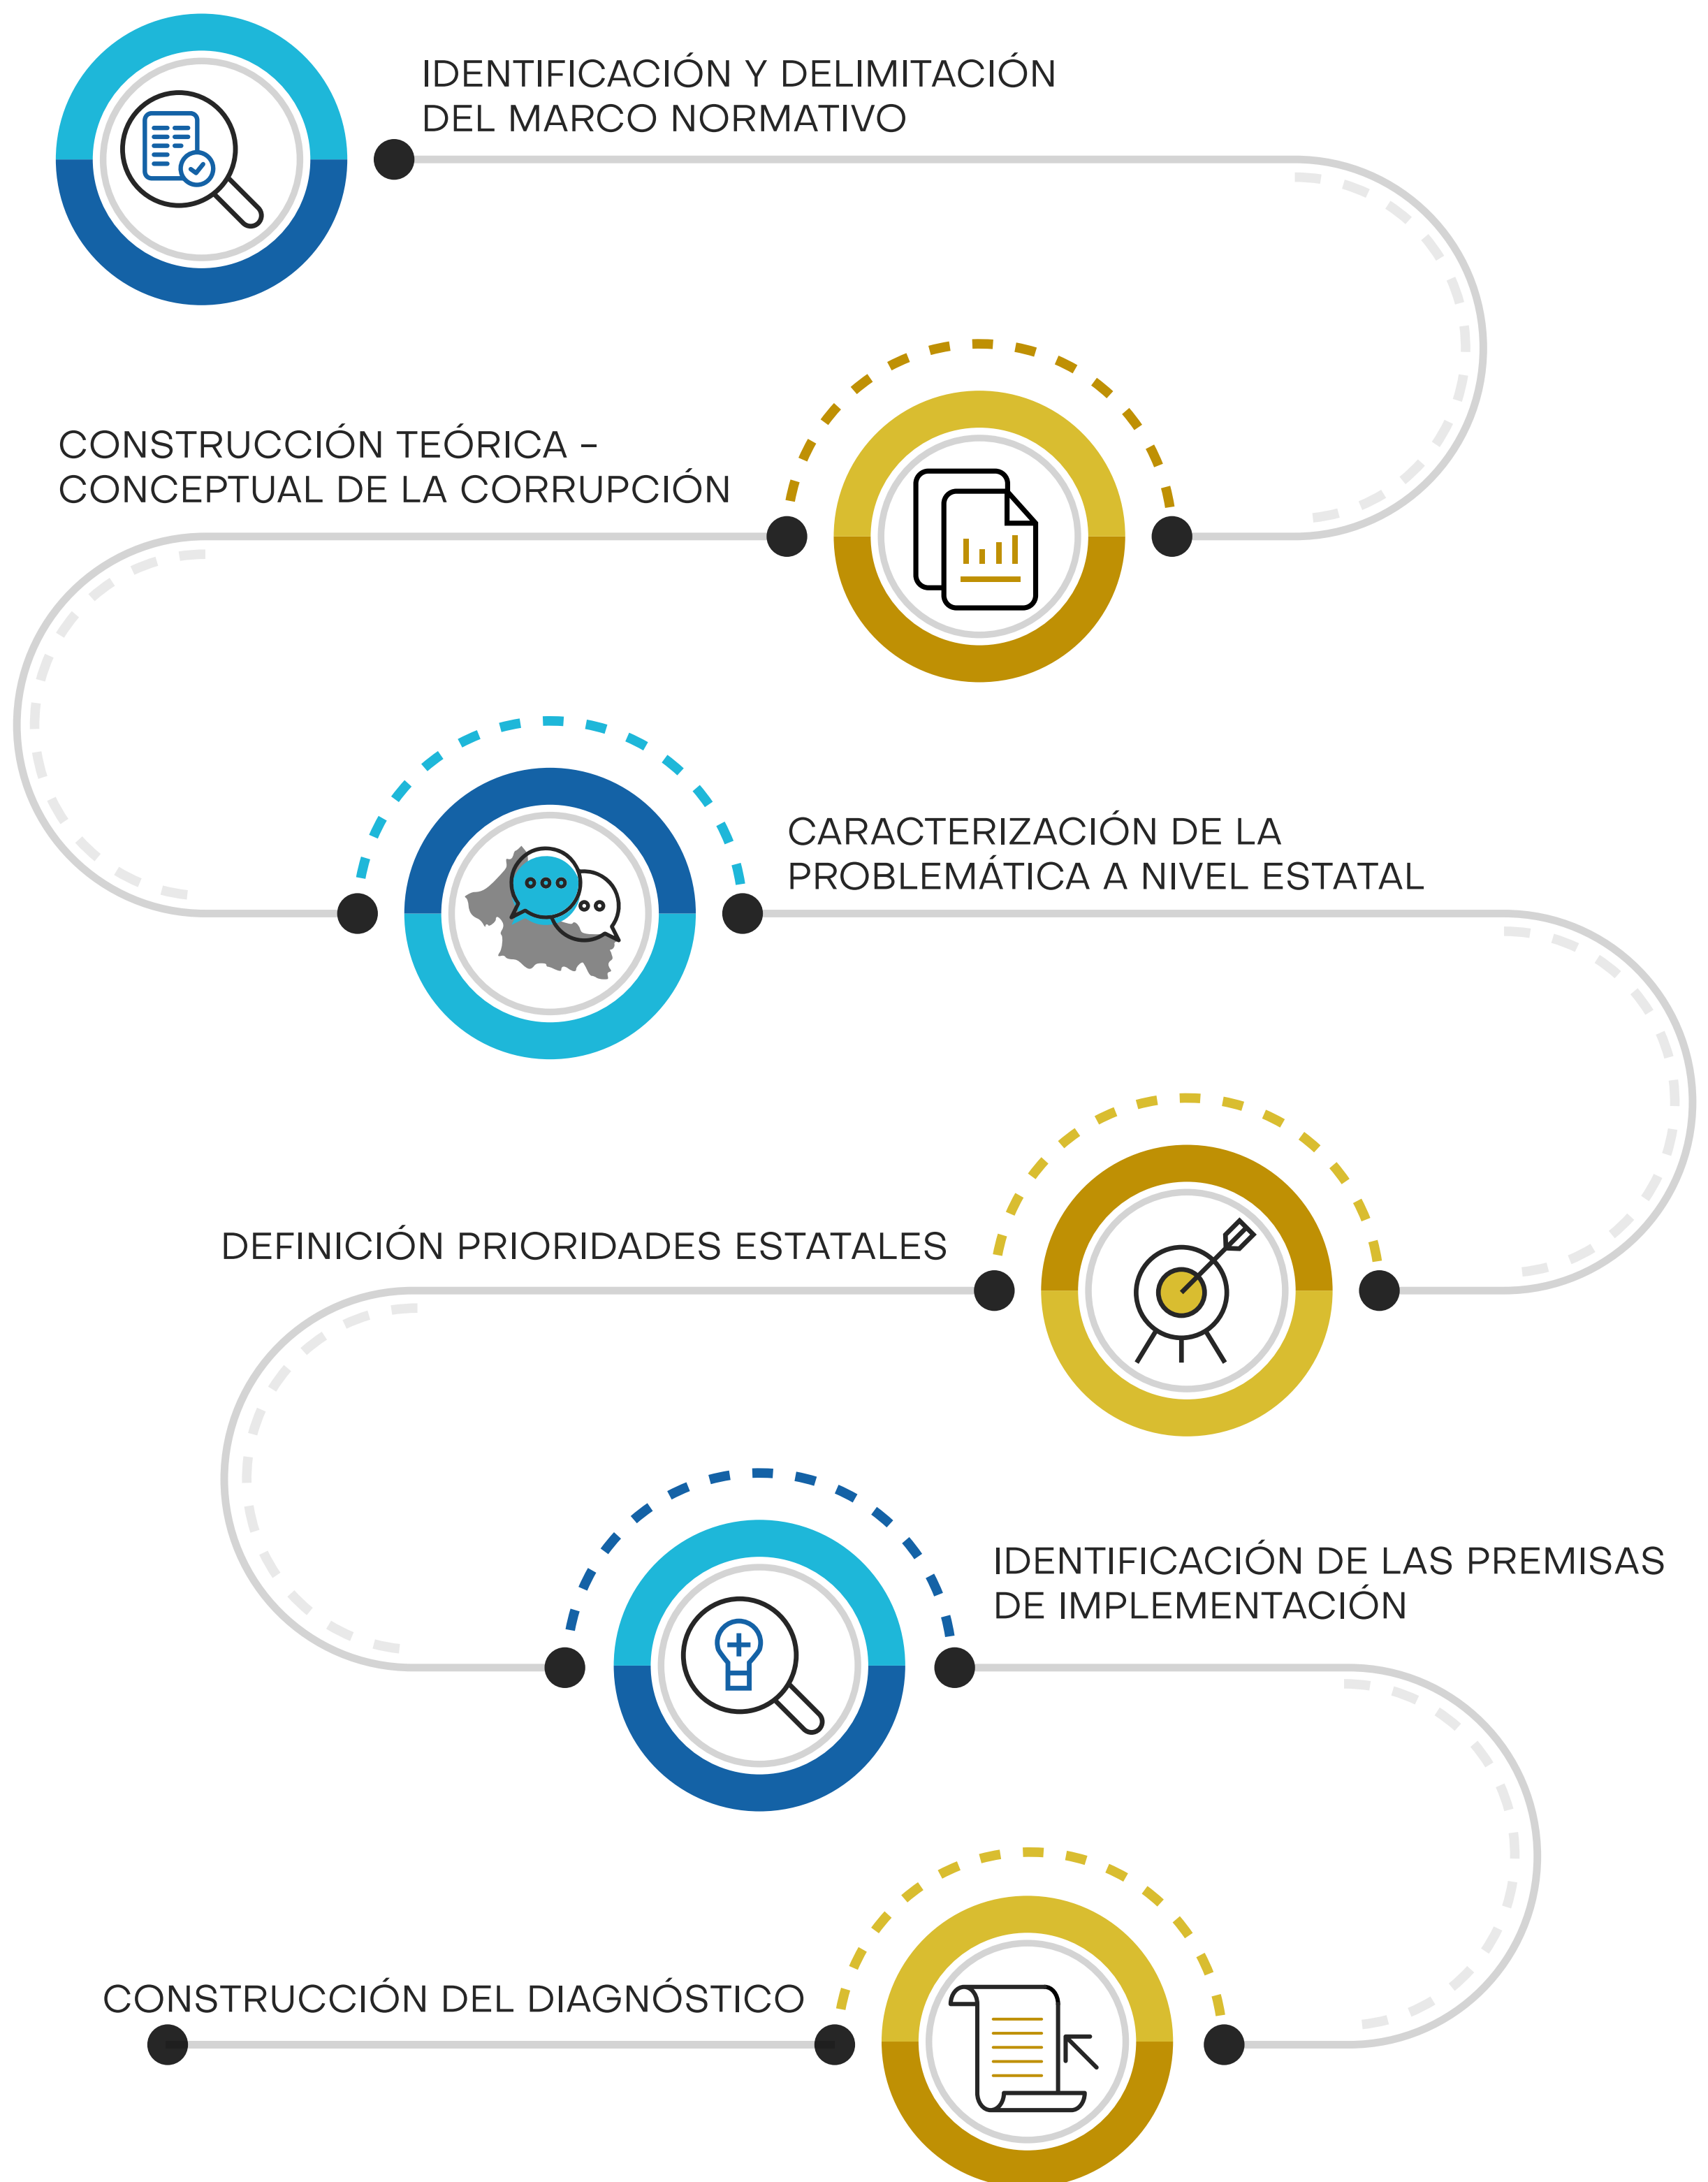 IDENTIFICACIÓN Y DELIMITACIÓN
DEL MARCO NORMATIVO
CONSTRUCCIÓN TEÓRICA -
CONCEPTUAL DE LA CORRUPCIÓN
CARACTERIZACIÓN DE LA
PROBLEMÁTICA A NIVEL ESTATAL
DEFINICIÓN PRIORIDADES ESTATALES
IDENTIFICACIÓN DE LAS PREMISAS
DE IMPLEMENTACIÓN
CONSTRUCCIÓN DEL DIAGNÓSTICO